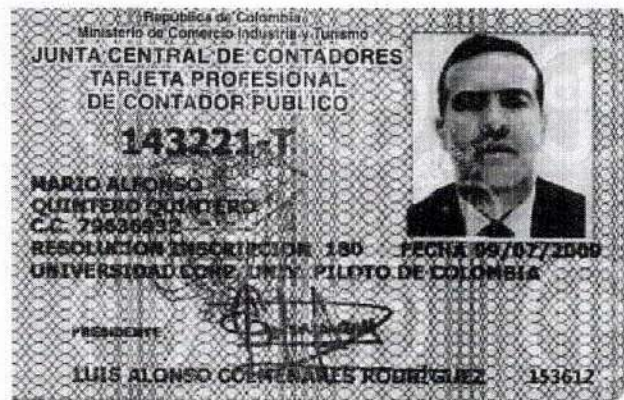 República de Colombia
Ministerio de Comercio Industria y Turismo
JUNTA CENTRAL DE CONTADORES
TARJETA PROFESIONAL
DE CONTADOR PUBLICO
143221-T
MARIO ALFONSO
QUINTERO QUINTERO
C.C. 79636932
RESOLUCION INSCRIPCION 180 FECHA 09/07/2009
UNIVERSIDAD CORP. UNIV. PILOTO DE COLOMBIA
PRESIDENTE
LUIS ALONSO COLMENARES RODRIGUEZ 153612